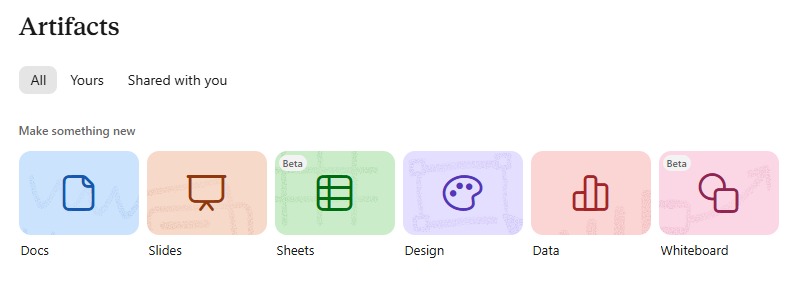 Artifacts
All Yours Shared with you
Make something new
Beta Beta
Docs Slides Sheets Design Data Whiteboard